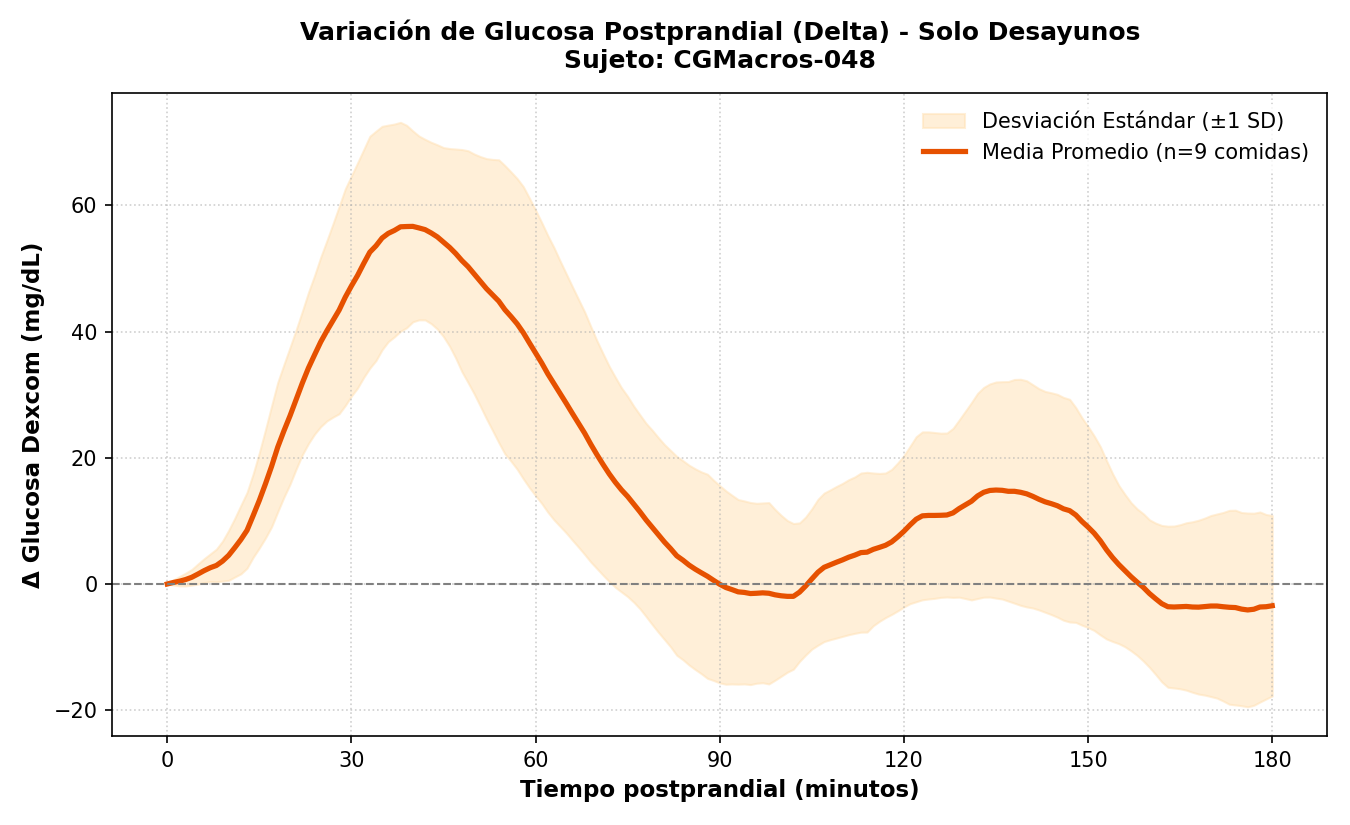 Variación de Glucosa Postprandial (Delta) - Solo Desayunos
Sujeto: CGMacros-048
Desviación Estándar (±1 SD)
Media Promedio (n=9 comidas)
Δ Glucosa Dexcom (mg/dL)
60
40
20
0
−20
0 30 60 90 120 150 180
Tiempo postprandial (minutos)